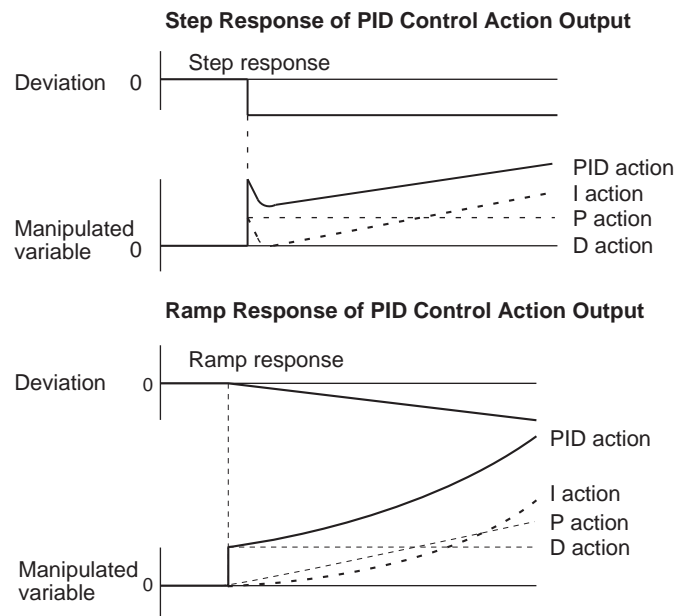 Step Response of PID Control Action Output
Step response
Deviation 0
PID action
I action
P action
Manipulated
variable 0
D action
Ramp Response of PID Control Action Output
Ramp response
Deviation 0
PID action
I action
P action
D action
Manipulated
variable 0